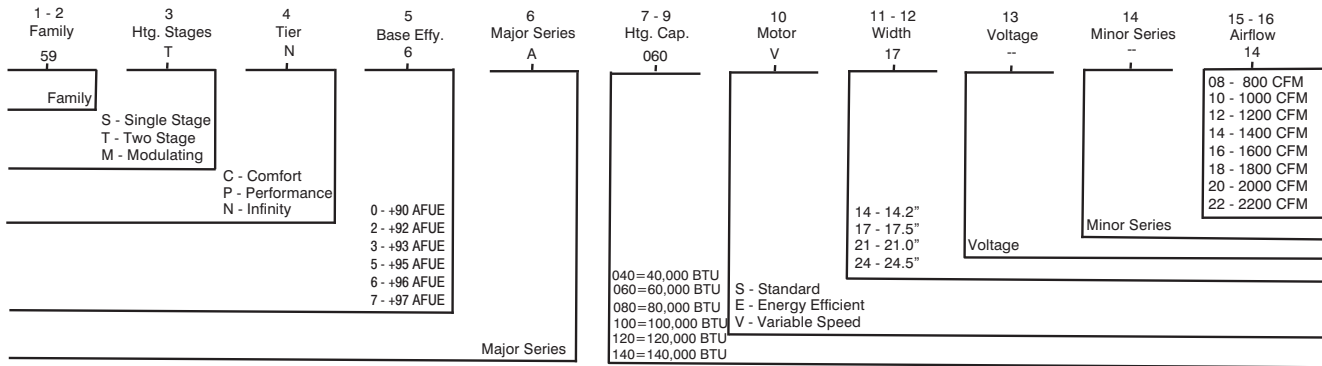 1 - 2 3 4 5 6 7 - 9 10 11 - 12 13 14 15 - 16
Family Htg. Stages Tier Base Effy. Major Series Htg. Cap. Motor Width Voltage Minor Series Airflow
59 T N 6 A 060 V 17 -- -- 14
Family
S - Single Stage
T - Two Stage
M - Modulating
C - Comfort
P - Performance
N - Infinity
0 - +90 AFUE
2 - +92 AFUE
3 - +93 AFUE
5 - +95 AFUE
6 - +96 AFUE
7 - +97 AFUE
Major Series
040=40,000 BTU
060=60,000 BTU
080=80,000 BTU
100=100,000 BTU
120=120,000 BTU
140=140,000 BTU
S - Standard
E - Energy Efficient
V - Variable Speed
14 - 14.2”
17 - 17.5”
21 - 21.0”
24 - 24.5”
Voltage
Minor Series
08 - 800 CFM
10 - 1000 CFM
12 - 1200 CFM
14 - 1400 CFM
16 - 1600 CFM
18 - 1800 CFM
20 - 2000 CFM
22 - 2200 CFM